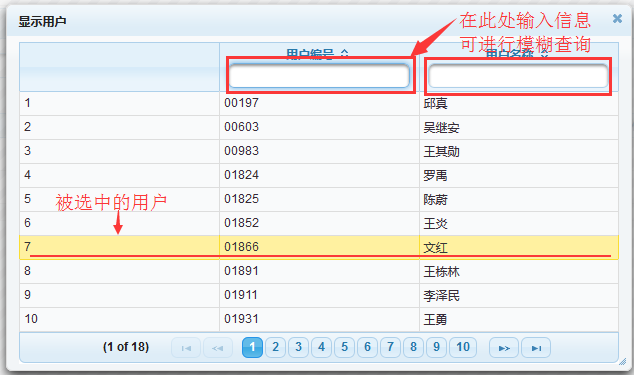 显示用户
在此处输入信息
可进行模糊查询
用户编号 用户名称
1 00197 邱真
2 00603 吴继安
3 00983 王其勋
4 01824 罗禹
5 01825 陈蔚
被选中的用户
6 01852 王炎
7 01866 文红
8 01891 王栋林
9 01911 李泽民
10 01931 王勇
(1 of 18) 1 2 3 4 5 6 7 8 9 10